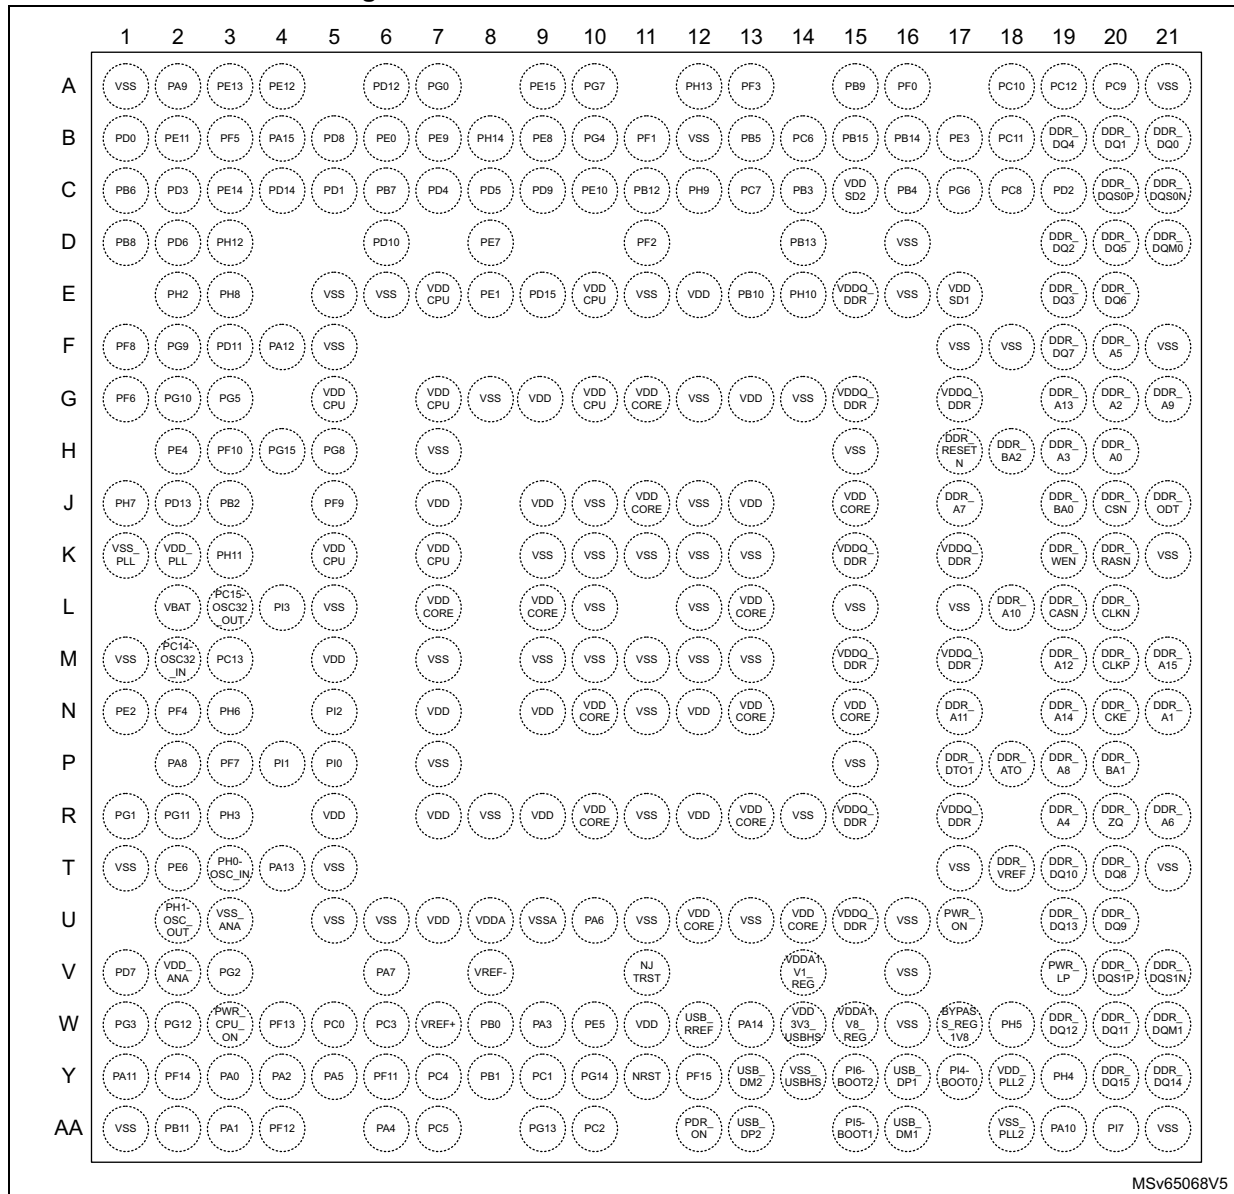 1 2 3 4 5 6 7 8 9 10 11 12 13 14 15 16 17 18 19 20 21
A VSS PA9 PE13 PE12 PD12 PG0 PE15 PG7 PH13 PF3 PB9 PF0 PC10 PC12 PC9 VSS
B PD0 PE11 PF5 PA15 PD8 PE0 PE9 PH14 PE8 PG4 PF1 VSS PB5 PC6 PB15 PB14 PE3 PC11 DDR_DQ4 DDR_DQ1 DDR_DQ0
C PB6 PD3 PE14 PD14 PD1 PB7 PD4 PD5 PD9 PE10 PB12 PH9 PC7 PB3 VDD SD2 PB4 PG6 PC8 PD2 DDR_DQS0P DDR_DQS0N
D PB8 PD6 PH12 PD10 PE7 PF2 PB13 VSS DDR_DQ2 DDR_DQ5 DDR_DQM0
E PH2 PH8 VSS VSS VDD CPU PE1 PD15 VDD CPU VSS VDD PB10 PH10 VDDQ_DDR VSS VDD SD1 DDR_DQ3 DDR_DQ6
F PF8 PG9 PD11 PA12 VSS VSS VSS DDR_DQ7 DDR_A5 VSS
G PF6 PG10 PG5 VDD CPU VDD CPU VSS VDD VDD CPU VDD CORE VSS VDD VSS VDDQ_DDR VDDQ_DDR DDR_A13 DDR_A2 DDR_A9
H PE4 PF10 PG15 PG8 VSS VSS DDR_RESETN DDR_BA2 DDR_A3 DDR_A0
J PH7 PD13 PB2 PF9 VDD VDD VSS VDD CORE VSS VDD VDD CORE DDR_A7 DDR_BA0 DDR_CSN DDR_ODT
K VSS_PLL VDD_PLL PH11 VDD CPU VDD CPU VSS VSS VSS VSS VSS VDDQ_DDR VDDQ_DDR DDR_WEN DDR_RASN VSS
L VBAT PC15-OSC32_OUT PI3 VSS VDD CORE VDD CORE VSS VSS VDD CORE VSS VSS DDR_A10 DDR_CASN DDR_CLKN
M VSS PC14-OSC32_IN PC13 VDD VSS VSS VSS VSS VSS VSS VDDQ_DDR VDDQ_DDR DDR_A12 DDR_CLKP DDR_A15
N PE2 PF4 PH6 PI2 VDD VDD VDD CORE VSS VDD VDD CORE VDD CORE DDR_A11 DDR_A14 DDR_CKE DDR_A1
P PA8 PF7 PI1 PI0 VSS VSS DDR_DTO1 DDR_ATO DDR_A8 DDR_BA1
R PG1 PG11 PH3 VDD VDD VSS VDD VDD CORE VSS VDD VDD CORE VSS VDDQ_DDR VDDQ_DDR DDR_A4 DDR_ZQ DDR_A6
T VSS PE6 PH0-OSC_IN PA13 VSS VSS DDR_VREF DDR_DQ10 DDR_DQ8 VSS
U PH1-OSC_OUT VSS_ANA VSS VSS VDD VDDA VSSA PA6 VSS VDD CORE VSS VDD CORE VDDQ_DDR VSS PWR_ON DDR_DQ13 DDR_DQ9
V PD7 VDD_ANA PG2 PA7 VREF- NJTRST VDDA1V1_REG VSS PWR_LP DDR_DQS1P DDR_DQS1N
W PG3 PG12 PWR_CPU_ON PF13 PC0 PC3 VREF+ PB0 PA3 PE5 VDD USB_RREF PA14 VDD 3V3_USBHS VDDA1V8_REG VSS BYPASS_REG1V8 PH5 DDR_DQ12 DDR_DQ11 DDR_DQM1
Y PA11 PF14 PA0 PA2 PA5 PF11 PC4 PB1 PC1 PG14 NRST PF15 USB_DM2 VSS_USBHS PI6-BOOT2 USB_DP1 PI4-BOOT0 VDD_PLL2 PH4 DDR_DQ15 DDR_DQ14
AA VSS PB11 PA1 PF12 PA4 PC5 PG13 PC2 PDR_ON USB_DP2 PI5-BOOT1 USB_DM1 VSS_PLL2 PA10 PI7 VSS
MSv65068V5